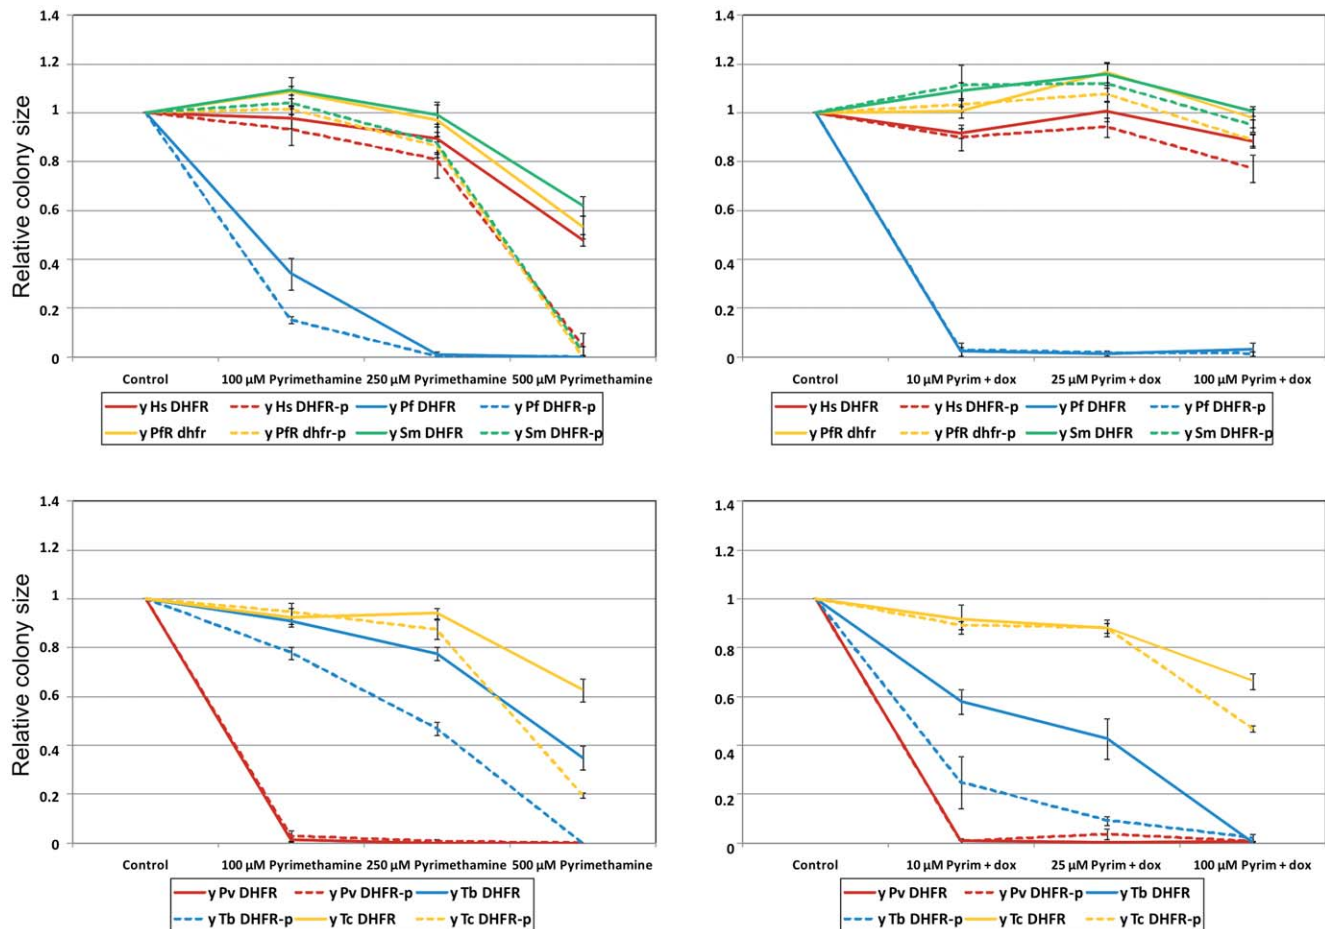 1.4
1.2
1
0.8
0.6
0.4
0.2
0
Relative colony size
Control 100 µM Pyrimethamine 250 µM Pyrimethamine 500 µM Pyrimethamine
y Hs DHFR y Hs DHFR-p y Pf DHFR y Pf DHFR-p
y PfR dhfr y PfR dhfr-p y Sm DHFR y Sm DHFR-p
1.4
1.2
1
0.8
0.6
0.4
0.2
0
Control 10 µM Pyrim + dox 25 µM Pyrim + dox 100 µM Pyrim + dox
y Hs DHFR y Hs DHFR-p y Pf DHFR y Pf DHFR-p
y PfR dhfr y PfR dhfr-p y Sm DHFR y Sm DHFR-p
1.4
1.2
1
0.8
0.6
0.4
0.2
0
Relative colony size
Control 100 µM Pyrimethamine 250 µM Pyrimethamine 500 µM Pyrimethamine
y Pv DHFR y Pv DHFR-p y Tb DHFR
y Tb DHFR-p y Tc DHFR y Tc DHFR-p
1.4
1.2
1
0.8
0.6
0.4
0.2
0
Control 10 µM Pyrim + dox 25 µM Pyrim + dox 100 µM Pyrim + dox
y Pv DHFR y Pv DHFR-p y Tb DHFR
y Tb DHFR-p y Tc DHFR y Tc DHFR-p